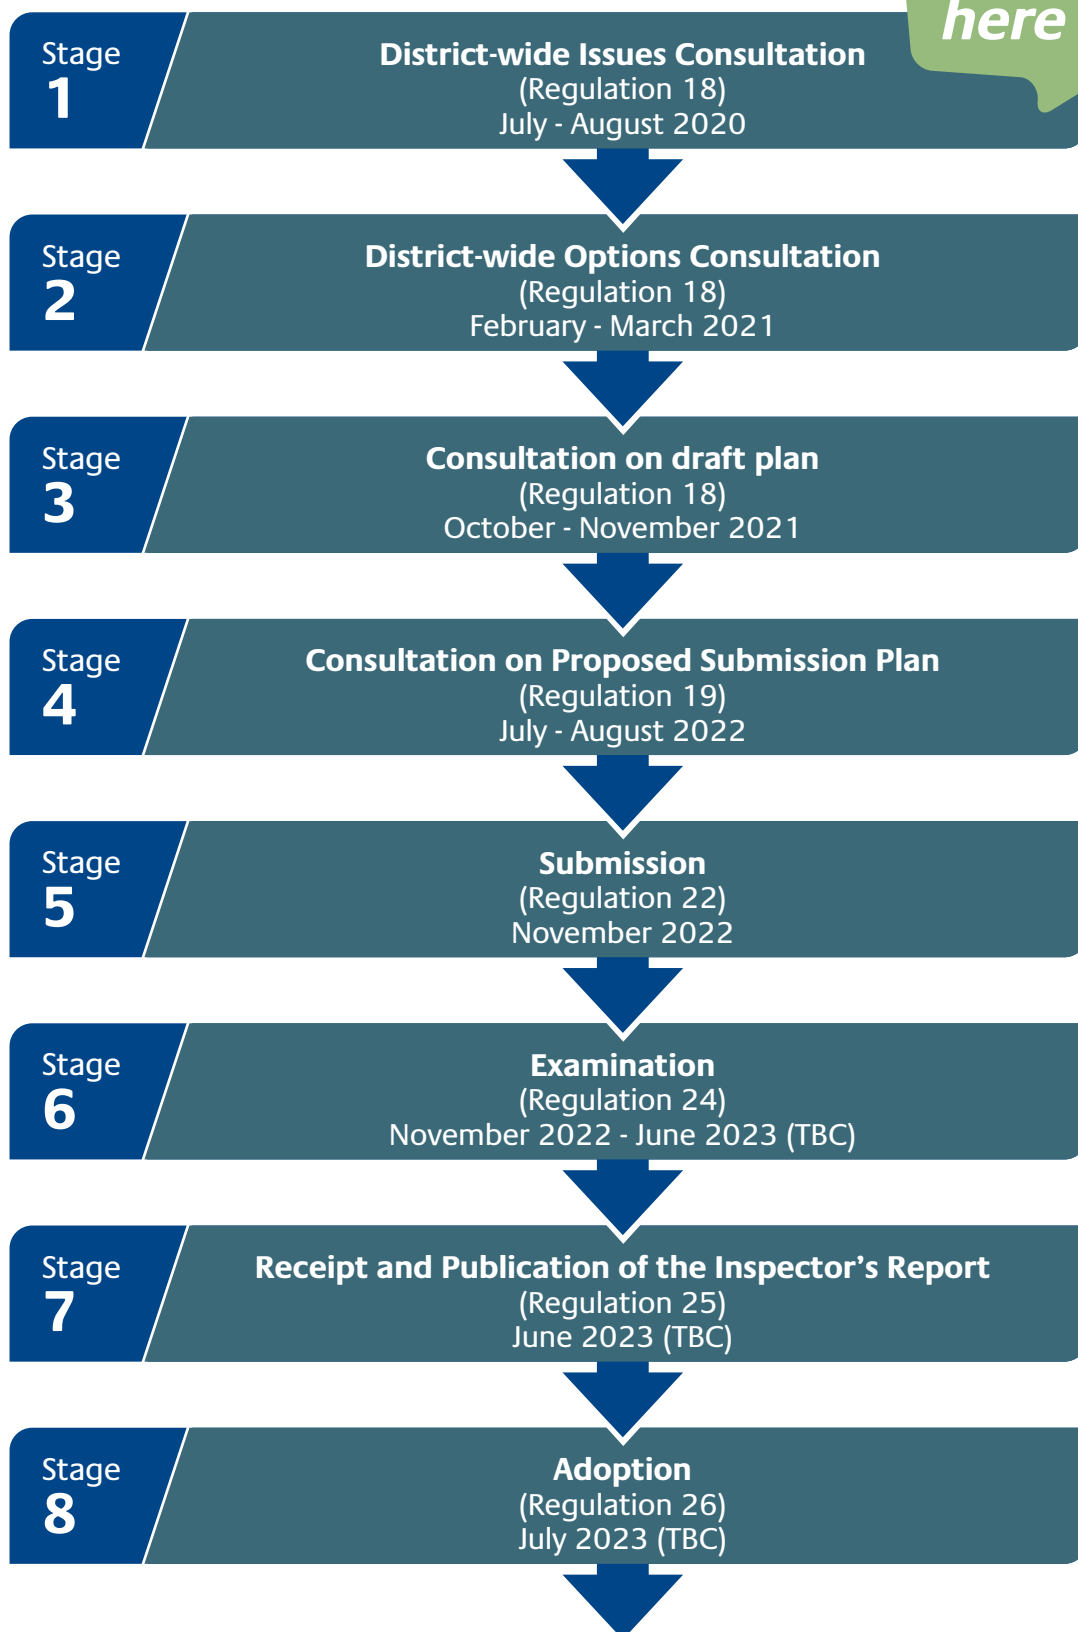 here
Stage
1
District-wide Issues Consultation
(Regulation 18)
July - August 2020
Stage
2
District-wide Options Consultation
(Regulation 18)
February - March 2021
Stage
3
Consultation on draft plan
(Regulation 18)
October - November 2021
Stage
4
Consultation on Proposed Submission Plan
(Regulation 19)
July - August 2022
Stage
5
Submission
(Regulation 22)
November 2022
Stage
6
Examination
(Regulation 24)
November 2022 - June 2023 (TBC)
Stage
7
Receipt and Publication of the Inspector’s Report
(Regulation 25)
June 2023 (TBC)
Stage
8
Adoption
(Regulation 26)
July 2023 (TBC)